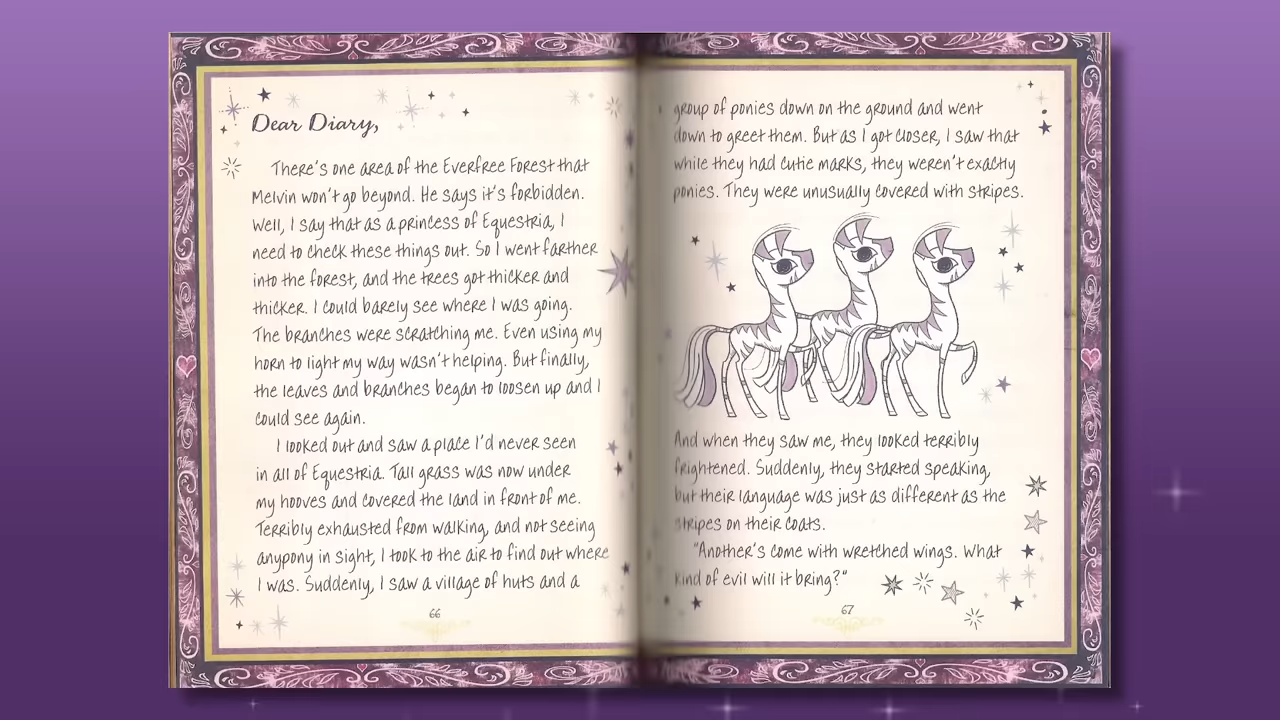 Dear Diary,
There's one area of the Everfree Forest that
Melvin won't go beyond. He says it's forbidden.
Well, I say that as a princess of Equestria, I
need to check these things out. So I went farther
into the forest, and the trees got thicker and
thicker. I could barely see where I was going.
The branches were scratching me. Even using my
horn to light my way wasn't helping. But finally,
the leaves and branches began to loosen up and I
could see again.
I looked out and saw a place I'd never seen
in all of Equestria. Tall grass was now under
my hooves and covered the land in front of me.
Terribly exhausted from walking, and not seeing
anypony in sight, I took to the air to find out where
I was. Suddenly, I saw a village of huts and a
66
group of ponies down on the ground and went
down to greet them. But as I got closer, I saw that
while they had cutie marks, they weren't exactly
ponies. They were unusually covered with stripes.
And when they saw me, they looked terribly
frightened. Suddenly, they started speaking,
but their language was just as different as the
stripes on their coats.
"Another's come with wretched wings. What
kind of evil will it bring?"
67